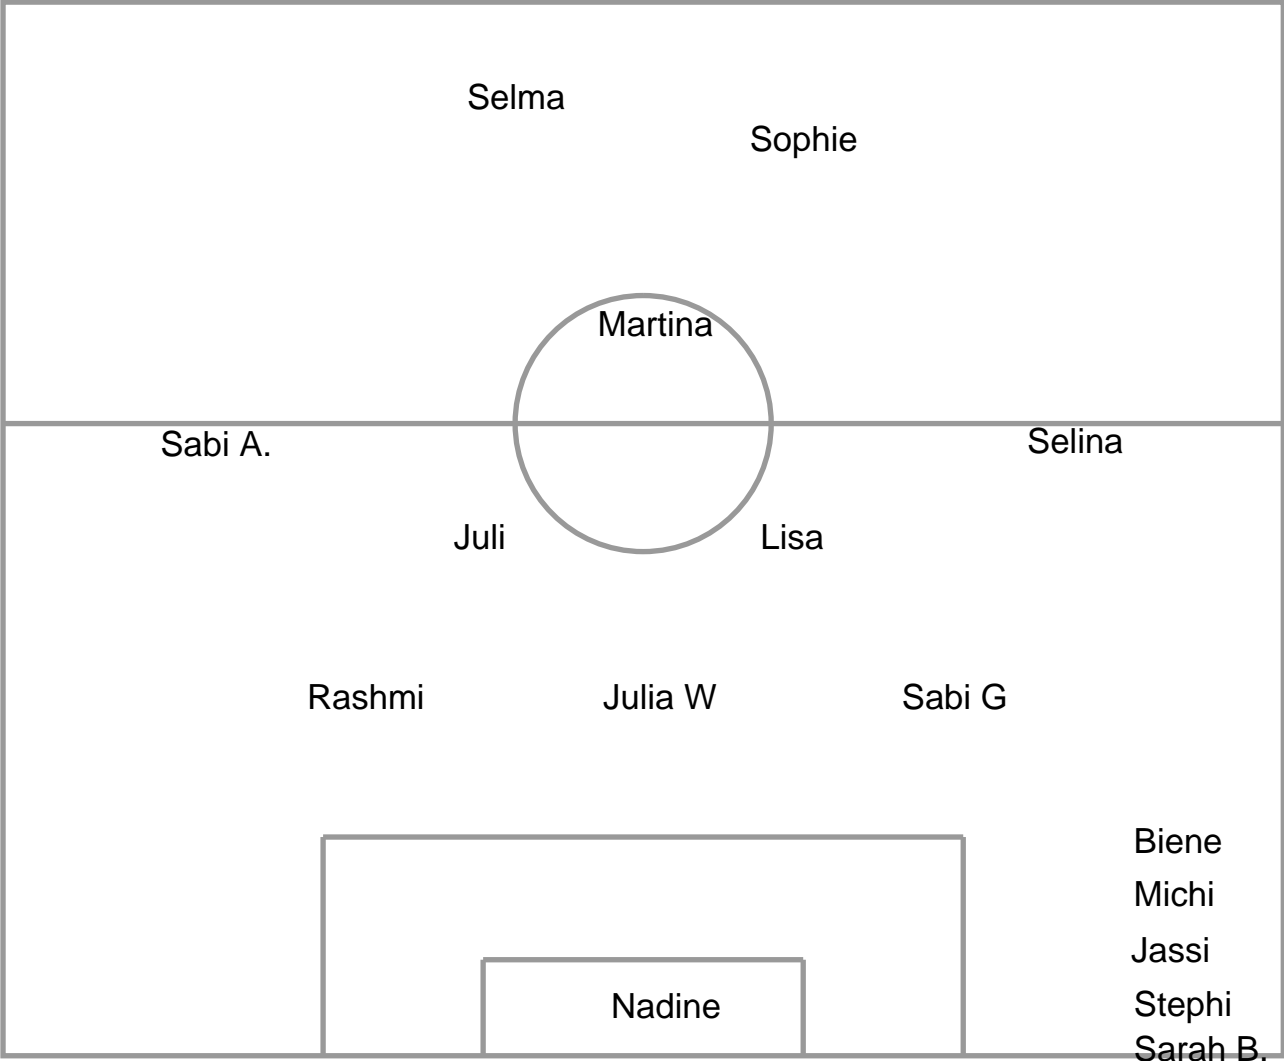 Selma
Sophie
Martina
Sabi A.
Selina
Juli
Lisa
Rashmi
Julia W
Sabi G
Biene
Michi
Jassi
Stephi
Nadine
Sarah B.